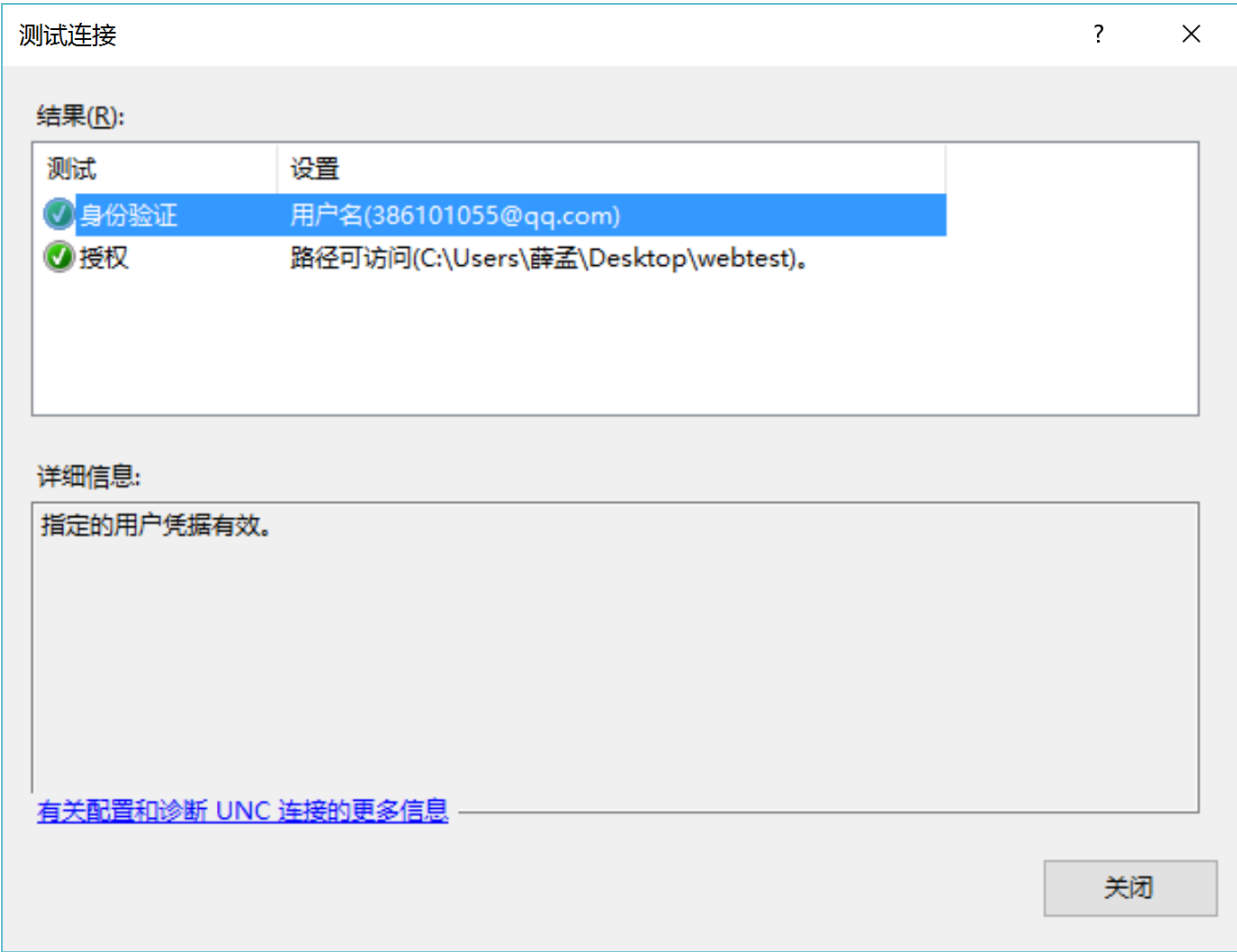 测试连接
?
结果(R):
测试 设置
身份验证 用户名(386101055@qq.com)
授权 路径可访问(C:\Users\薛孟\Desktop\webtest)。
详细信息:
指定的用户凭据有效。
有关配置和诊断 UNC 连接的更多信息
关闭